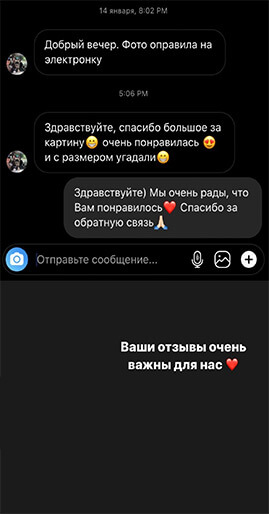 14 января, 8:02 PM
Добрый вечер. Фото оправила на
электронку
5:06 PM
Здравствуйте, спасибо большое за
картину😁 очень понравилась 😍
и с размером угадали😁
Здравствуйте) Мы очень рады, что
Вам понравилось❤️ Спасибо за
обратную связь🙏🏻
Отправьте сообщение...
Ваши отзывы очень
важны для нас ❤️